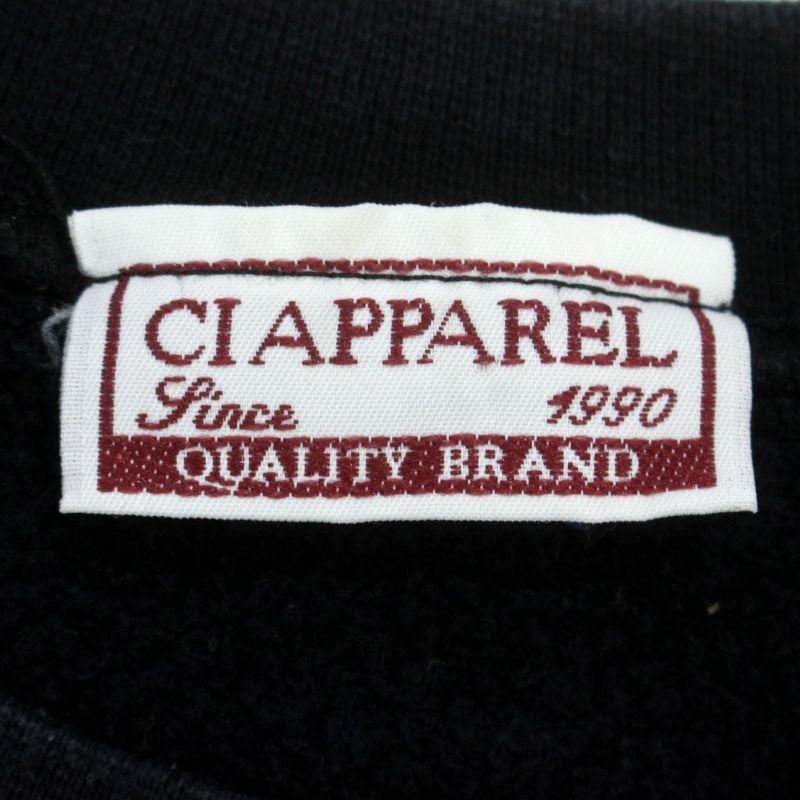 CI APPAREL
Since 1990
QUALITY BRAND